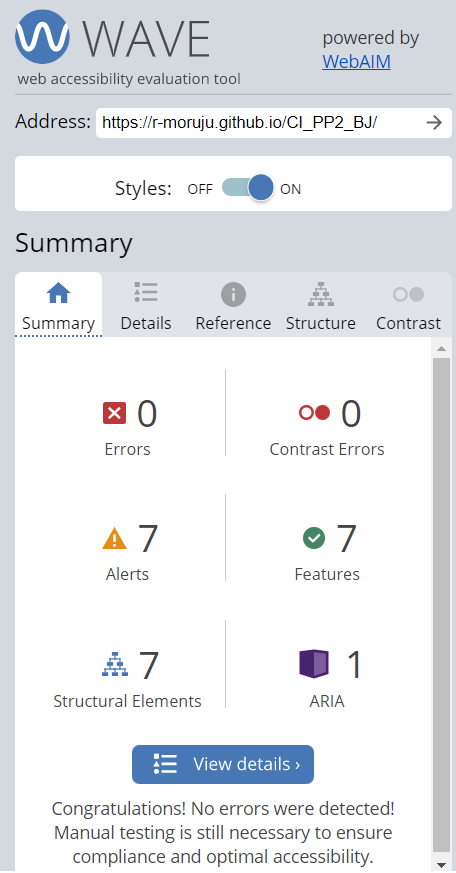 WAVE
web accessibility evaluation tool
powered by
WebAIM
Address: https://r-moruju.github.io/CI_PP2_BJ/
Styles: OFF ON
Summary
Summary Details Reference Structure Contrast
0 0
Errors Contrast Errors
7 7
Alerts Features
7 1
Structural Elements ARIA
View details ›
Congratulations! No errors were detected!
Manual testing is still necessary to ensure
compliance and optimal accessibility.